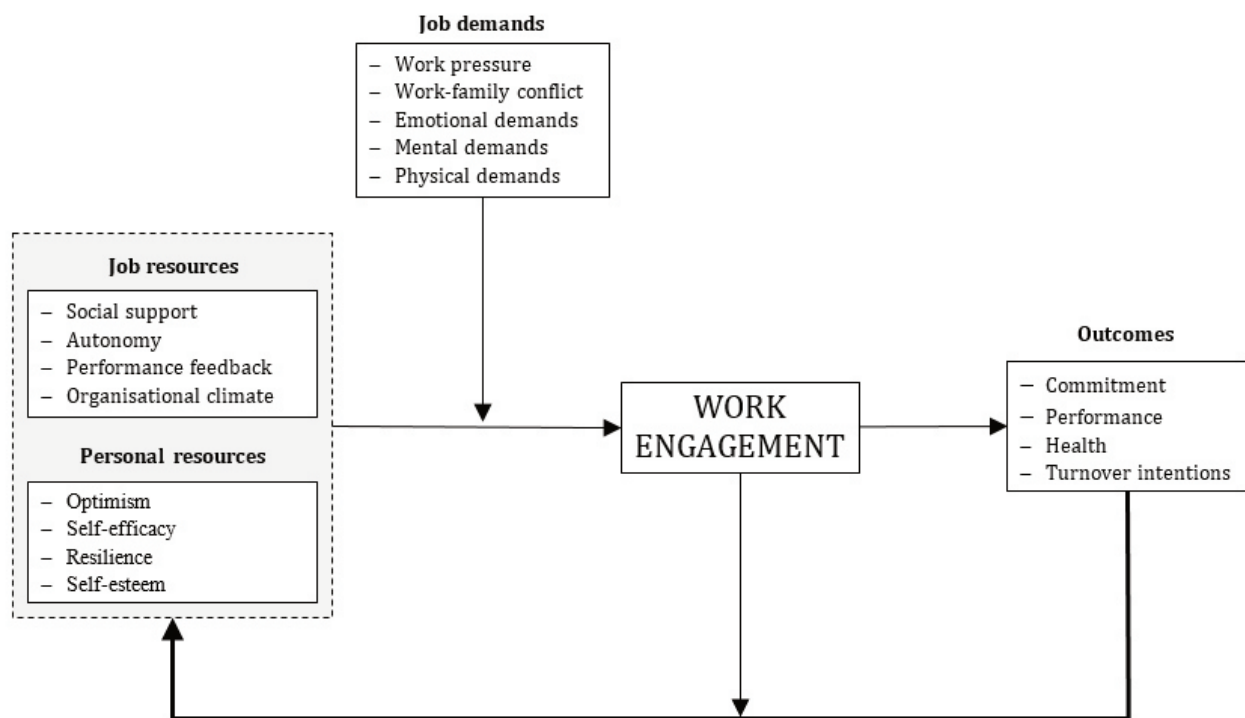 Job demands
– Work pressure
– Work-family conflict
– Emotional demands
– Mental demands
– Physical demands
Job resources
– Social support
– Autonomy
– Performance feedback
– Organisational climate
Personal resources
– Optimism
– Self-efficacy
– Resilience
– Self-esteem
WORK
ENGAGEMENT
Outcomes
– Commitment
– Performance
– Health
– Turnover intentions